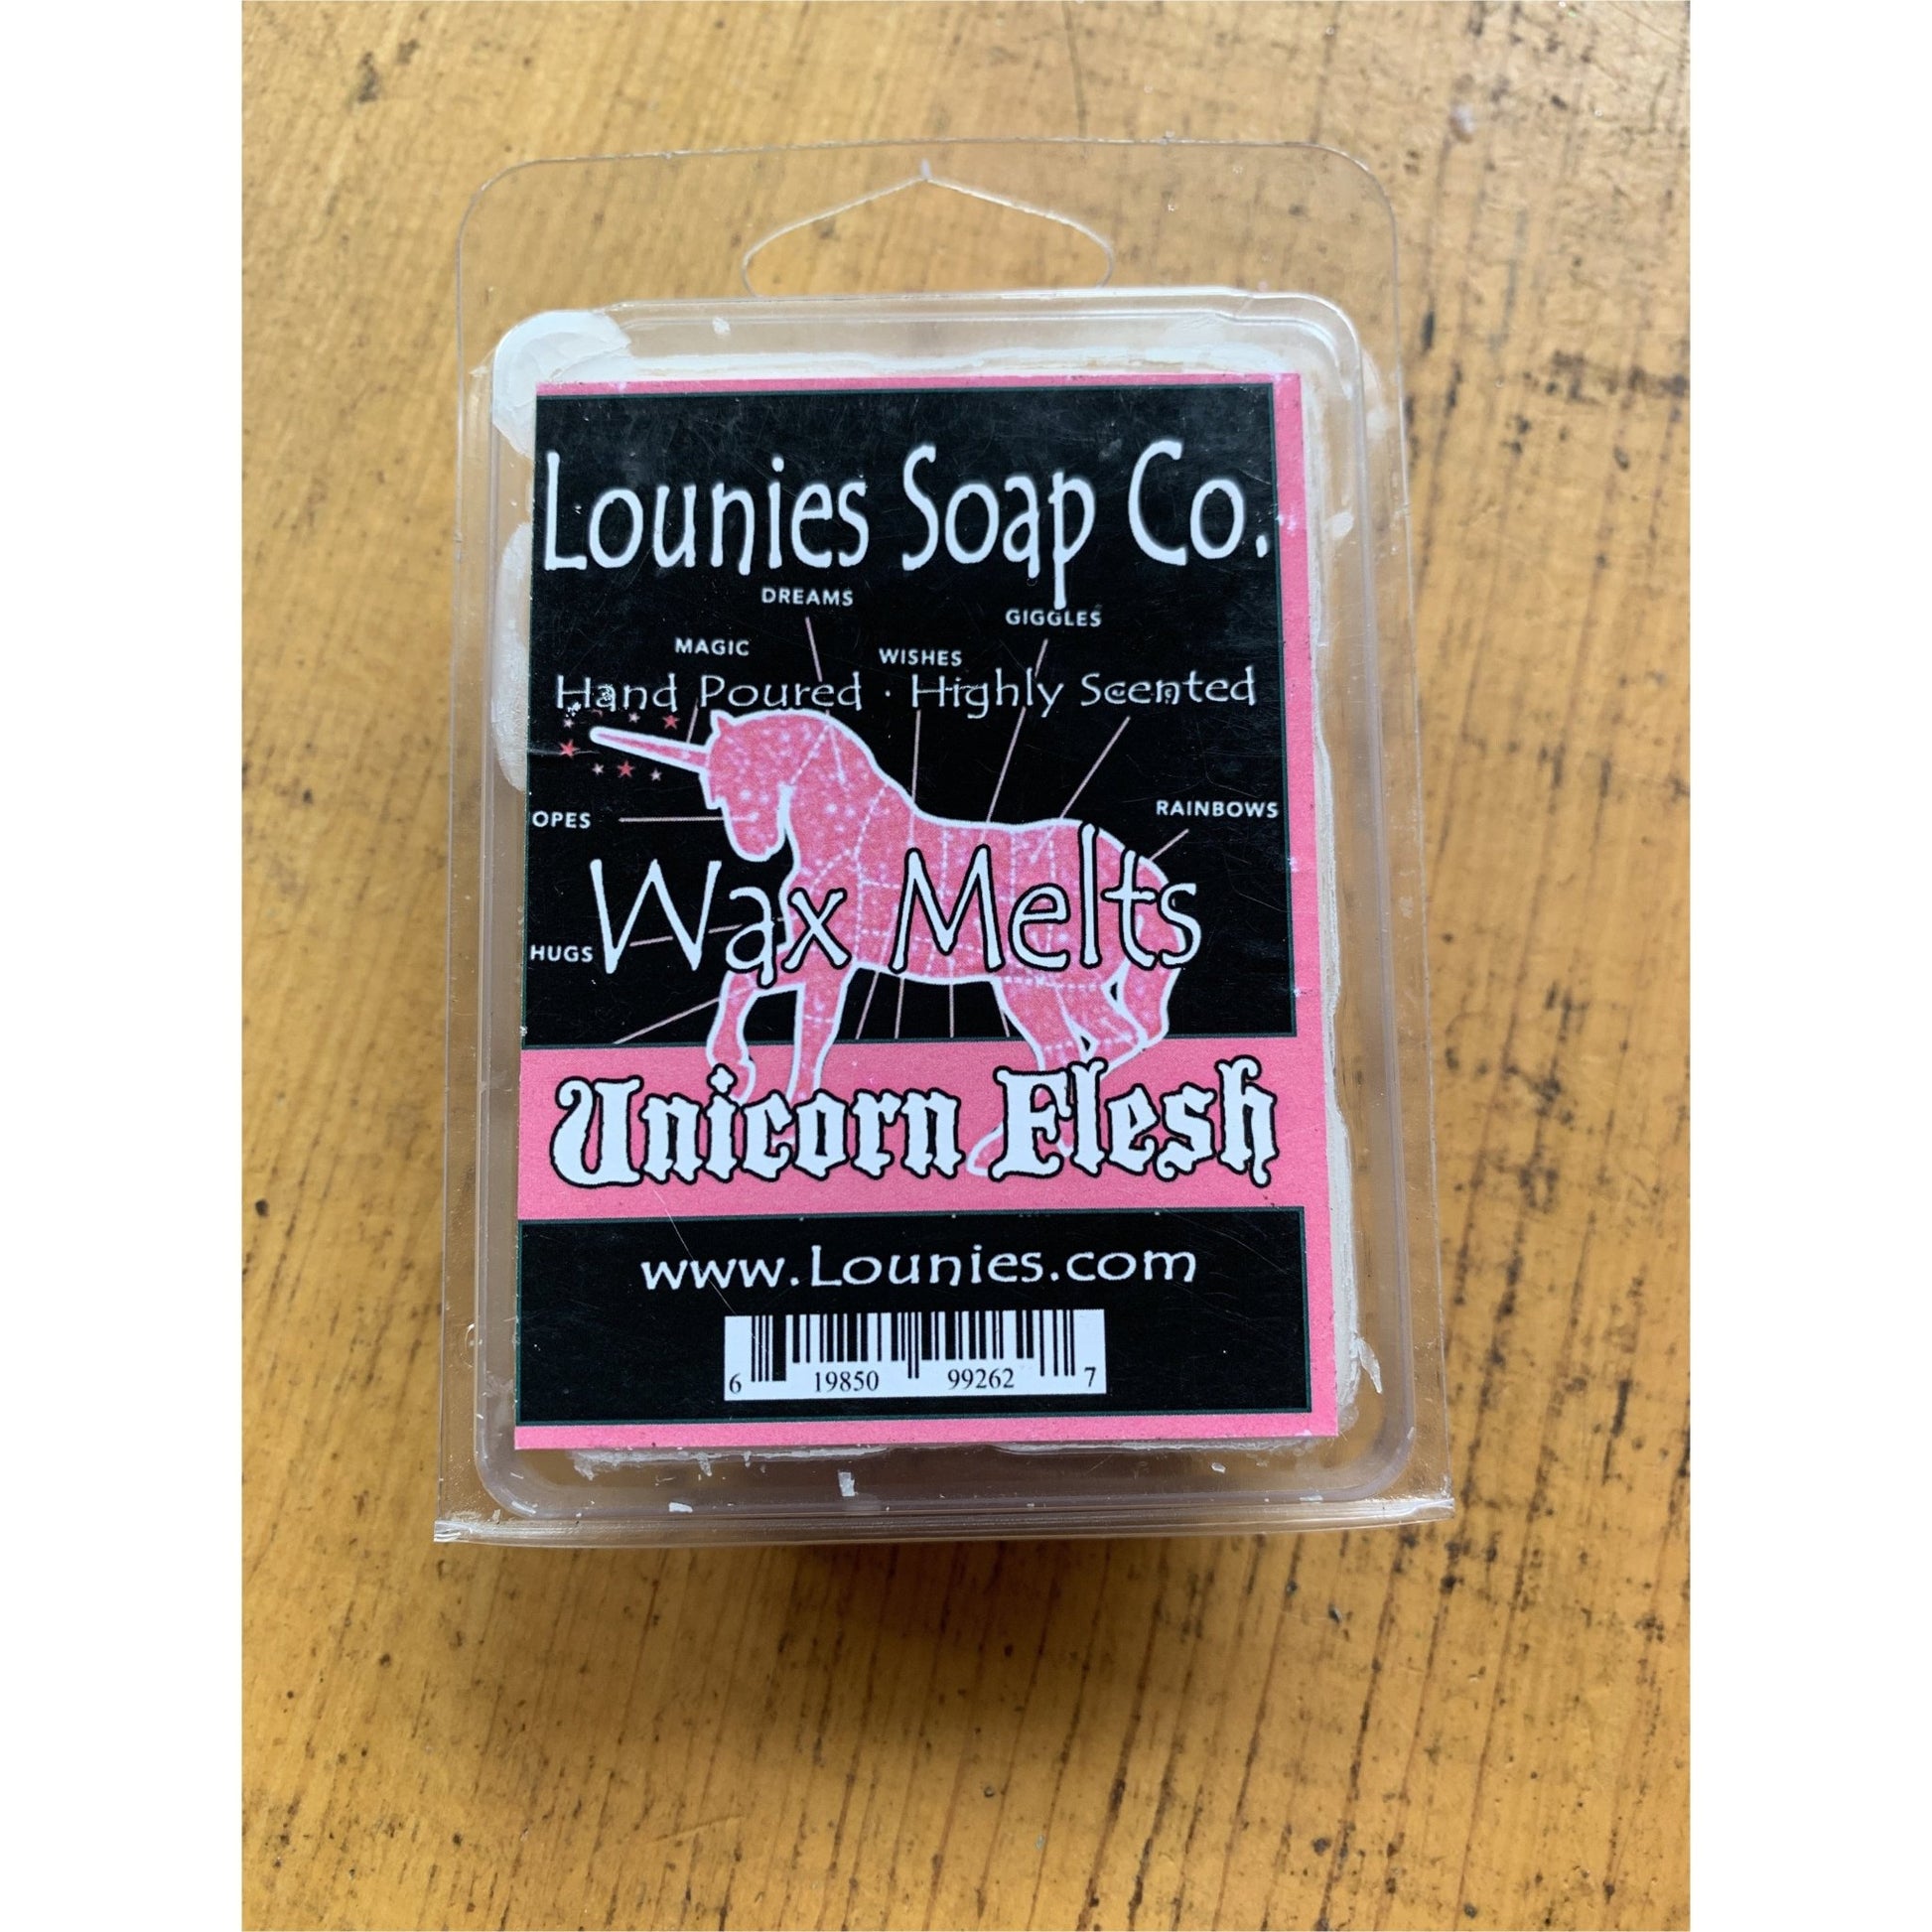 Lounies Soap Co.
DREAMS
GIGGLES
MAGIC
WISHES
Hand Poured · Highly Scented
RAINBOWS
OPES
Wax Melts
HUGS
Unicorn Flesh
www.Lounies.com
6 19850 99262 7